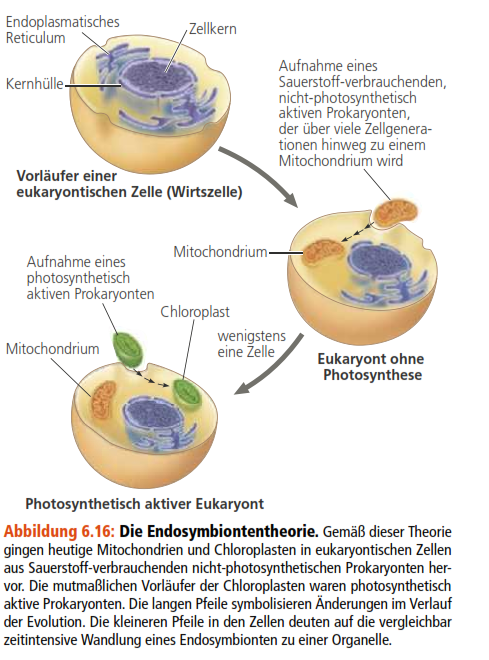 Endoplasmatisches
Reticulum
Zellkern
Kernhülle
Vorläufer einer
eukaryontischen Zelle (Wirtszelle)
Aufnahme eines
Sauerstoff-verbrauchenden,
nicht-photosynthetisch
aktiven Prokaryonten,
der über viele Zellgenera-
tionen hinweg zu einem
Mitochondrium wird
Mitochondrium
Eukaryont ohne
Photosynthese
Aufnahme eines
photosynthetisch
aktiven Prokaryonten
Chloroplast
wenigstens
eine Zelle
Mitochondrium
Photosynthetisch aktiver Eukaryont
Abbildung 6.16: Die Endosymbiontentheorie. Gemäß dieser Theorie
gingen heutige Mitochondrien und Chloroplasten in eukaryontischen Zellen
aus Sauerstoff-verbrauchenden nicht-photosynthetischen Prokaryonten her-
vor. Die mutmaßlichen Vorläufer der Chloroplasten waren photosynthetisch
aktive Prokaryonten. Die langen Pfeile symbolisieren Änderungen im Verlauf
der Evolution. Die kleineren Pfeile in den Zellen deuten auf die vergleichbar
zeitintensive Wandlung eines Endosymbionten zu einer Organelle.